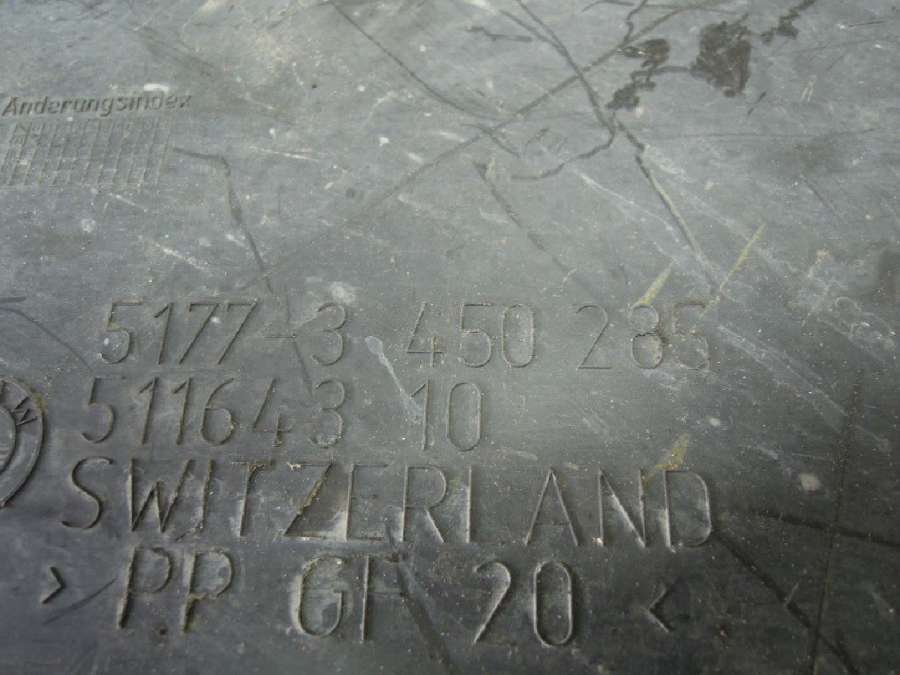 Änderungsindex
5177-3 450 285
511643 10
SWITZERLAND
> PP GF 20 <